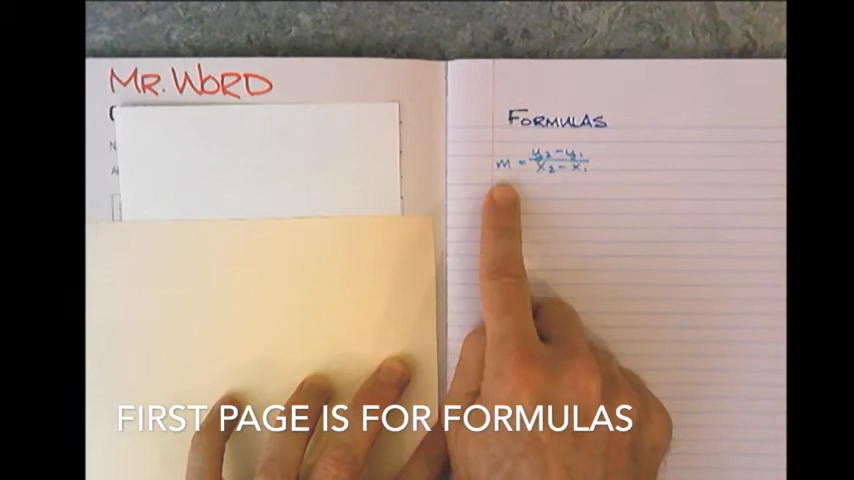 MR. WORD
FORMULAS
m = y₂ - y₁ / x₂ - x₁
FIRST PAGE IS FOR FORMULAS